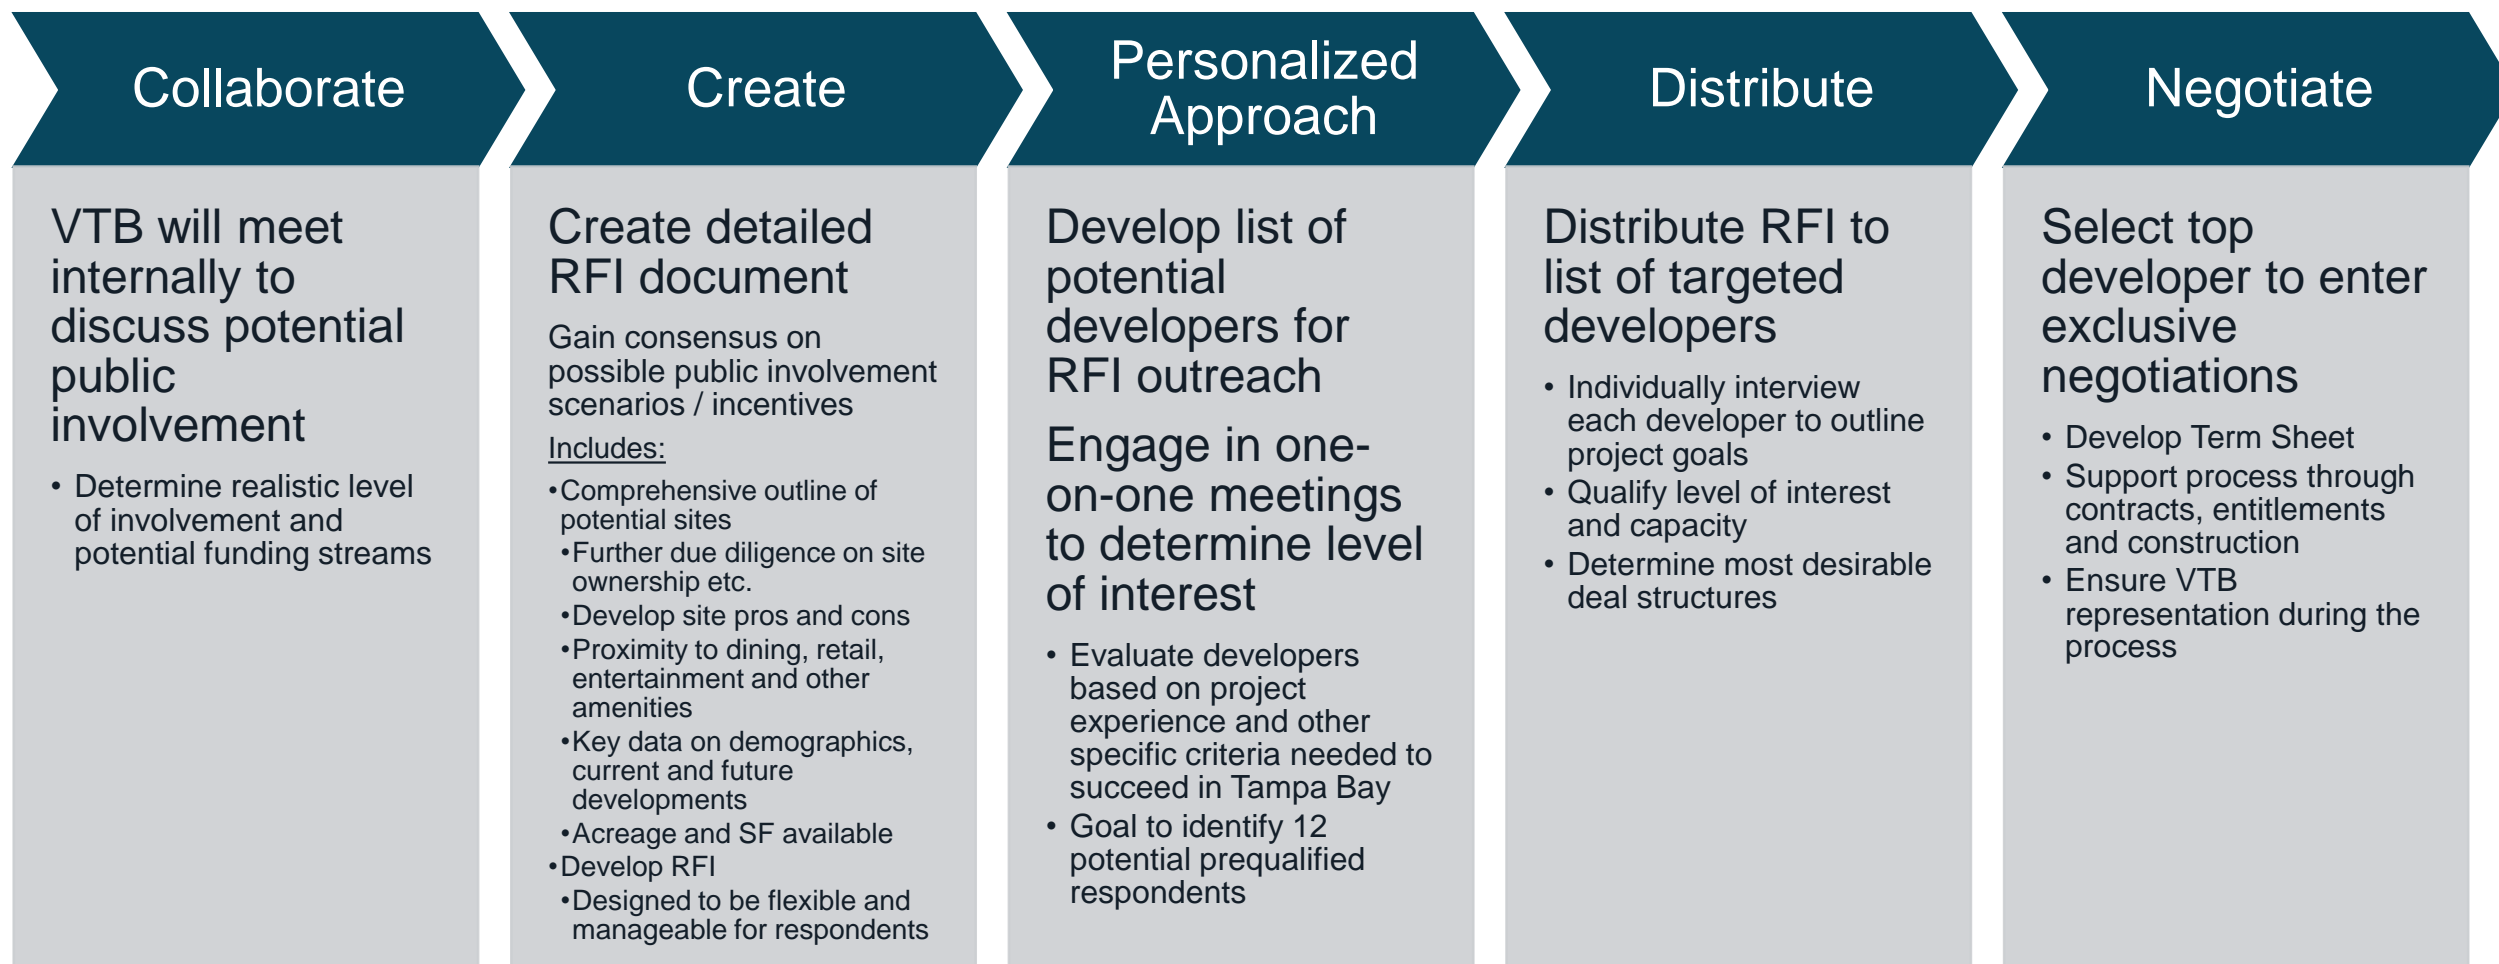 Collaborate
VTB will meet
internally to
discuss potential
public
involvement
• Determine realistic level
of involvement and
potential funding streams
Create
Create detailed
RFI document
Gain consensus on
possible public involvement
scenarios / incentives
Includes:
•Comprehensive outline of
potential sites
•Further due diligence on site
ownership etc.
•Develop site pros and cons
•Proximity to dining, retail,
entertainment and other
amenities
•Key data on demographics,
current and future
developments
•Acreage and SF available
•Develop RFI
•Designed to be flexible and
manageable for respondents
Personalized
Approach
Develop list of
potential
developers for
RFI outreach
Engage in one-
on-one meetings
to determine level
of interest
• Evaluate developers
based on project
experience and other
specific criteria needed to
succeed in Tampa Bay
• Goal to identify 12
potential prequalified
respondents
Distribute
Distribute RFI to
list of targeted
developers
• Individually interview
each developer to outline
project goals
• Qualify level of interest
and capacity
• Determine most desirable
deal structures
Negotiate
Select top
developer to enter
exclusive
negotiations
• Develop Term Sheet
• Support process through
contracts, entitlements
and construction
• Ensure VTB
representation during the
process